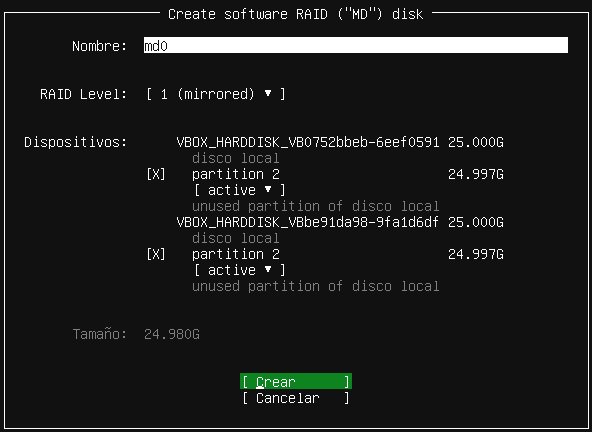 Create software RAID ("MD") disk
Nombre: md0
RAID Level: [ 1 (mirrored) ▼ ]
Dispositivos: VBOX_HARDDISK_VB0752bbeb-6eef0591 25.000G
disco local
[X] partition 2 24.997G
[ active ▼ ]
unused partition of disco local
VBOX_HARDDISK_VBbe91da98-9fa1d6df 25.000G
disco local
[X] partition 2 24.997G
[ active ▼ ]
unused partition of disco local
Tamaño: 24.980G
[ Crear ]
[ Cancelar ]